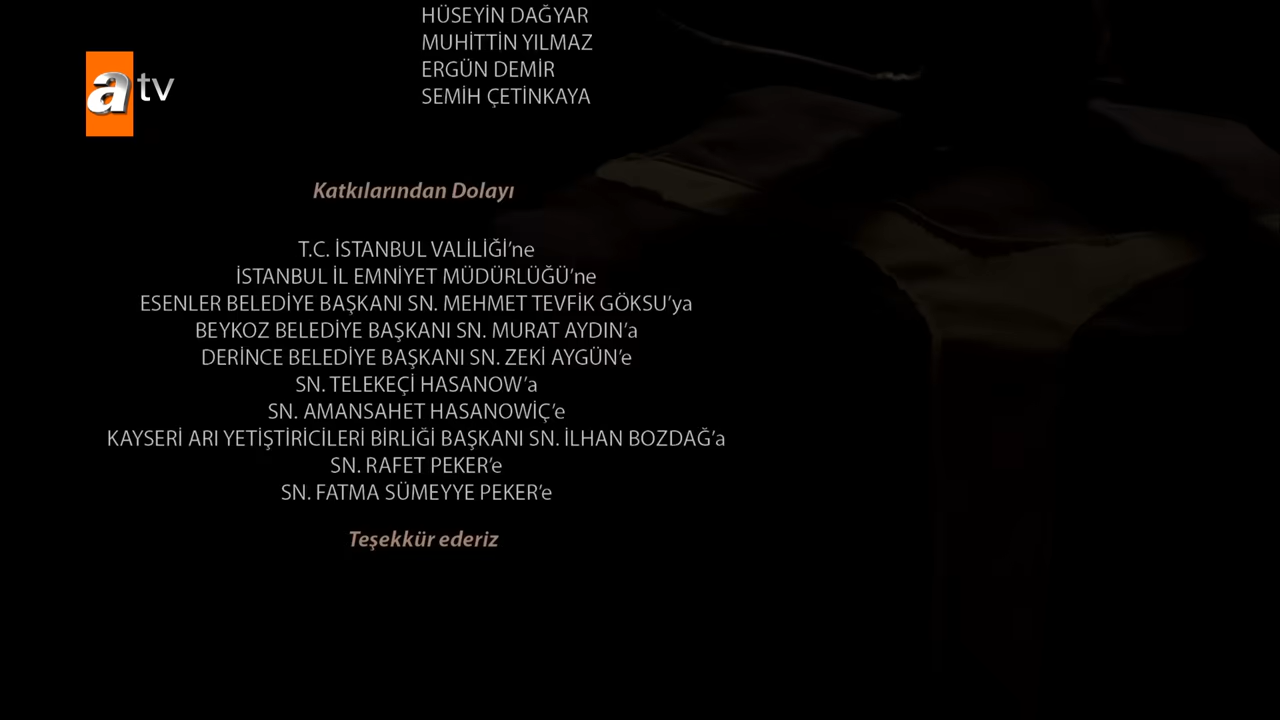 HÜSEYİN DAĞYAR
MUHİTTİN YILMAZ
ERGÜN DEMİR
SEMİH ÇETİNKAYA
atv
Katkılarından Dolayı
T.C. İSTANBUL VALİLİĞİ’ne
İSTANBUL İL EMNİYET MÜDÜRLÜĞÜ’ne
ESENLER BELEDİYE BAŞKANI SN. MEHMET TEVFİK GÖKSU’ya
BEYKOZ BELEDİYE BAŞKANI SN. MURAT AYDIN’a
DERİNCE BELEDİYE BAŞKANI SN. ZEKİ AYGÜN’e
SN. TELEKEÇİ HASANOW’a
SN. AMANSAHET HASANOWİÇ’e
KAYSERİ ARI YETİŞTİRİCİLERİ BİRLİĞİ BAŞKANI SN. İLHAN BOZDAĞ’a
SN. RAFET PEKER’e
SN. FATMA SÜMEYYE PEKER’e
Teşekkür ederiz